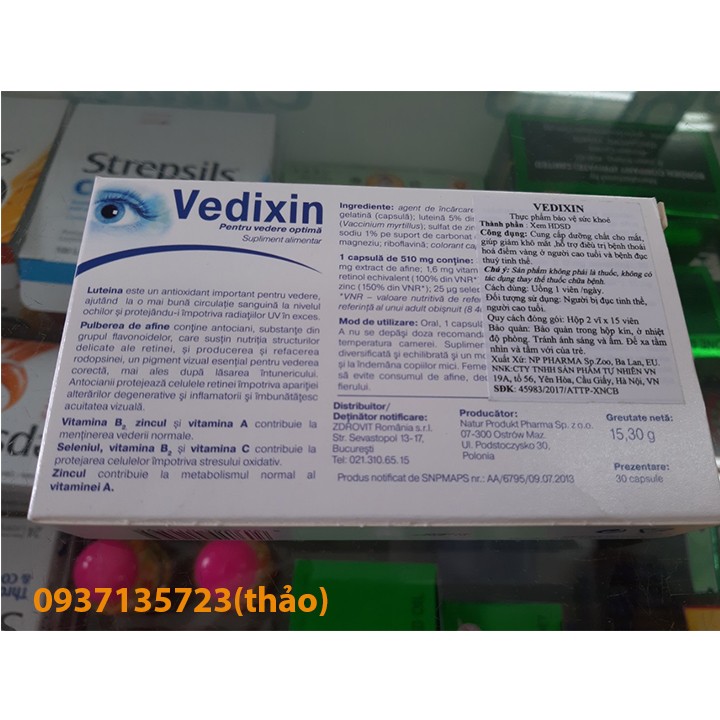 Strepsils
Vedixin
Pentru vedere optimă
Supliment alimentar
Luteina este un antioxidant important pentru vedere,
ajutând la o mai bună circulație sanguină la nivelul
ochilor și protejându-i împotriva radiațiilor UV în exces.
Pulberea de afine conține antociani, substanțe din
grupul flavonoidelor, care susțin nutriția structurilor
delicate ale retinei, și producerea și refacerea
rodopsinei, un pigment vizual esențial pentru vederea
corectă, mai ales după lăsarea întunericului.
Antocianii protejează celulele retinei împotriva apariției
alterărilor degenerative și inflamatorii și îmbunătățesc
acuitatea vizuală.
Vitamina B2 zincul și vitamina A contribuie la
menținerea vederii normale.
Seleniul, vitamina B2 și vitamina C contribuie la
protejarea celulelor împotriva stresului oxidativ.
Zincul contribuie la metabolismul normal al
vitaminei A.
Ingrediente: agent de încărcare
gelatină (capsulă); luteină 5% di
(Vaccinium myrtillus); sulfat de zin
sodiu 1% pe suport de carbonat
magneziu; riboflavină; colorant ca
1 capsulă de 510 mg conține:
mg extract de afine; 1,6 mg vitam
retinol echivalent (100% din VNR*
zinc (150% din VNR*); 25 µg selen
*VNR – valoare nutritivă de refe
referință al unui adult obișnuit (8 4
Mod de utilizare: Oral, 1 capsul
A nu se depăși doza recomand
temperatura camerei. Suplimer
diversificată și echilibrată și un m
și la îndemâna copiilor mici. Feme
să evite consumul de afine, dec
fierului.
VEDIXIN
Thực phẩm bảo vệ sức khoẻ
Thành phần : Xem HDSD
Công dụng: Cung cấp dưỡng chất cho mắt,
giúp giảm khô mắt ,hỗ trợ điều trị bệnh thoái
hoá điểm vàng ở người cao tuổi và bệnh đục
thuỷ tinh thể.
Chú ý: Sản phẩm không phải là thuốc, không có
tác dụng thay thế thuốc chữa bệnh.
Cách dùng: Uống 1 viên /ngày.
Đối tượng sử dụng: Người bị đục tinh thể,
người cao tuổi.
Quy cách đóng gói: Hộp 2 vỉ x 15 viên
Bảo quản: Bảo quản trong hộp kín, ở nhiệt
độ phòng. Tránh ánh sáng và ẩm. Để xa tầm
nhìn và tầm với của trẻ.
Xuất Xứ: NP PHARMA Sp.Zoo, Ba Lan, EU.
NNK:CTY TNHH SẢN PHẨM TỰ NHIÊN VN
19A, tổ 56, Yên Hòa, Cầu Giấy, Hà Nội, VN
SĐK: 45983/2017/ATTP-XNCB
Distribuitor/
Deținător notificare:
ZDROVIT România s.r.l.
Str. Sevastopol 13-17,
București
Tel: 021.310.65.15
Producător:
Natur Produkt Pharma Sp. z o.o.
07-300 Ostrów Maz.
Ul. Podstoczysko 30,
Polonia
Greutate netă:
15,30 g
Prezentare:
30 capsule
Produs notificat de SNPMAPS nr.: AA/6795/09.07.2013
0937135723(thảo)